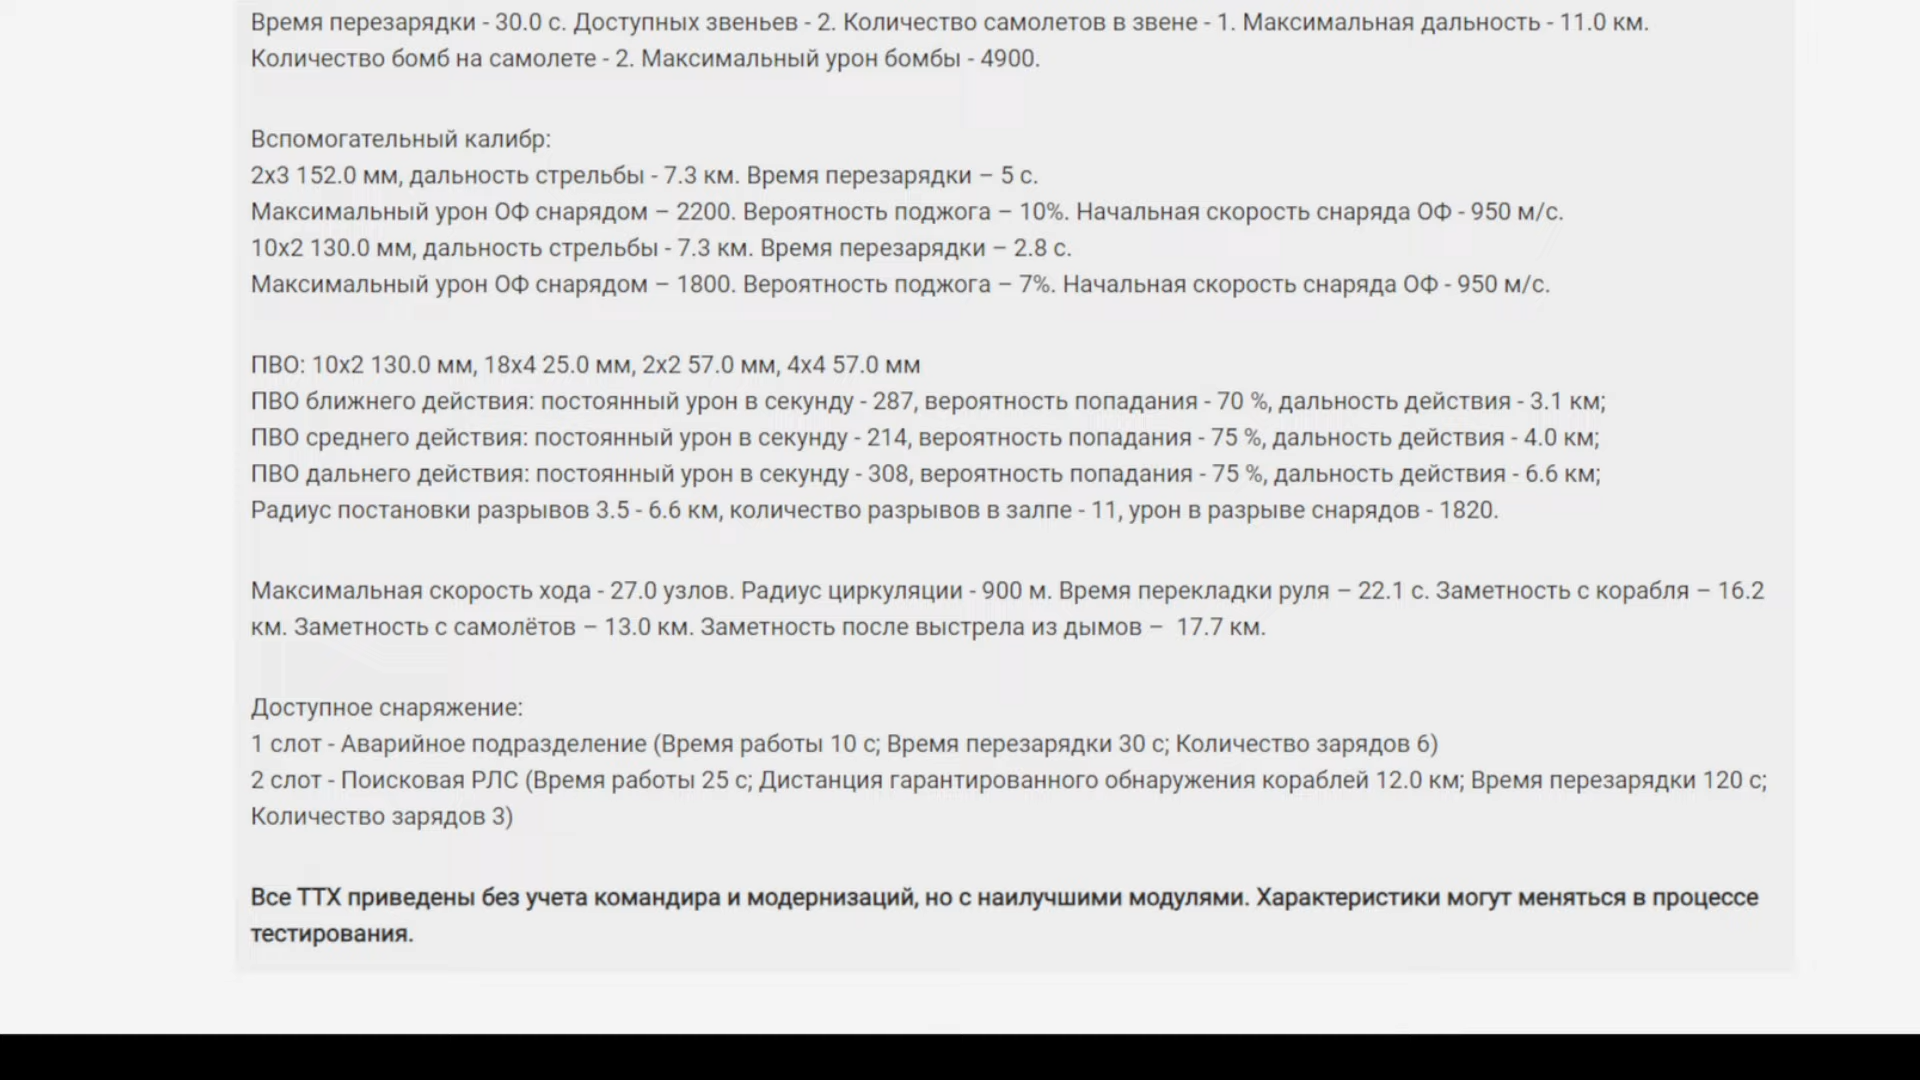 Время перезарядки - 30.0 с. Доступных звеньев - 2. Количество самолетов в звене - 1. Максимальная дальность - 11.0 км.
Количество бомб на самолете - 2. Максимальный урон бомбы - 4900.
Вспомогательный калибр:
2x3 152.0 мм, дальность стрельбы - 7.3 км. Время перезарядки – 5 с.
Максимальный урон ОФ снарядом – 2200. Вероятность поджога – 10%. Начальная скорость снаряда ОФ - 950 м/с.
10x2 130.0 мм, дальность стрельбы - 7.3 км. Время перезарядки – 2.8 с.
Максимальный урон ОФ снарядом – 1800. Вероятность поджога – 7%. Начальная скорость снаряда ОФ - 950 м/с.
ПВО: 10x2 130.0 мм, 18x4 25.0 мм, 2x2 57.0 мм, 4x4 57.0 мм
ПВО ближнего действия: постоянный урон в секунду - 287, вероятность попадания - 70 %, дальность действия - 3.1 км;
ПВО среднего действия: постоянный урон в секунду - 214, вероятность попадания - 75 %, дальность действия - 4.0 км;
ПВО дальнего действия: постоянный урон в секунду - 308, вероятность попадания - 75 %, дальность действия - 6.6 км;
Радиус постановки разрывов 3.5 - 6.6 км, количество разрывов в залпе - 11, урон в разрыве снарядов - 1820.
Максимальная скорость хода - 27.0 узлов. Радиус циркуляции - 900 м. Время перекладки руля – 22.1 с. Заметность с корабля – 16.2
км. Заметность с самолётов – 13.0 км. Заметность после выстрела из дымов – 17.7 км.
Доступное снаряжение:
1 слот - Аварийное подразделение (Время работы 10 с; Время перезарядки 30 с; Количество зарядов 6)
2 слот - Поисковая РЛС (Время работы 25 с; Дистанция гарантированного обнаружения кораблей 12.0 км; Время перезарядки 120 с;
Количество зарядов 3)
Все ТТХ приведены без учета командира и модернизаций, но с наилучшими модулями. Характеристики могут меняться в процессе
тестирования.